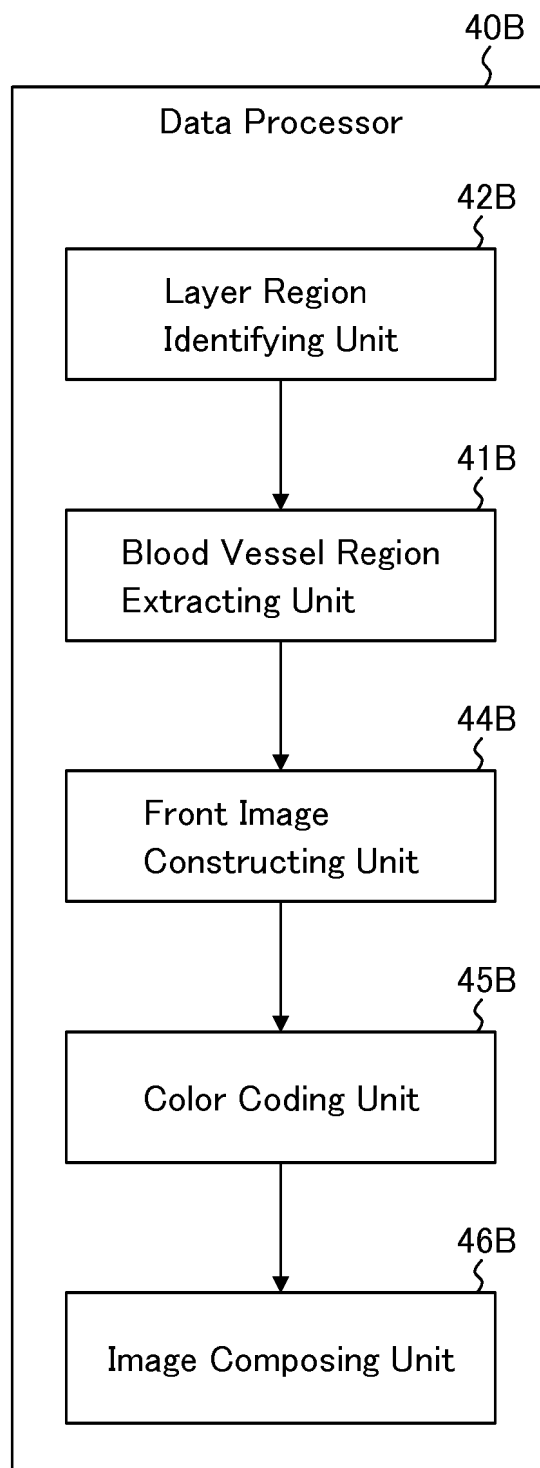 40B
Data Processor
42B
Layer Region
Identifying Unit
41B
Blood Vessel Region
Extracting Unit
44B
Front Image
Constructing Unit
45B
Color Coding Unit
46B
Image Composing Unit